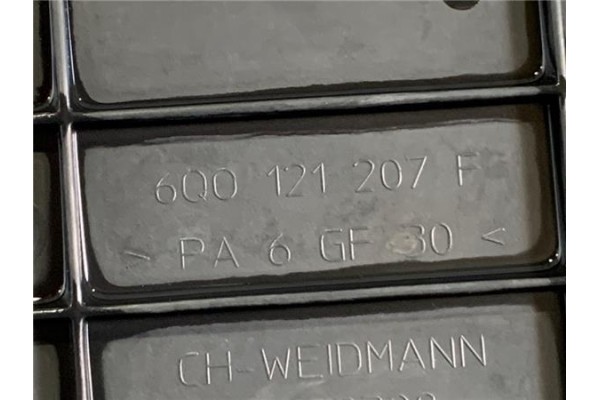 6Q0 121 207 F
> PA 6 GF 30 <
CH-WEIDMANN